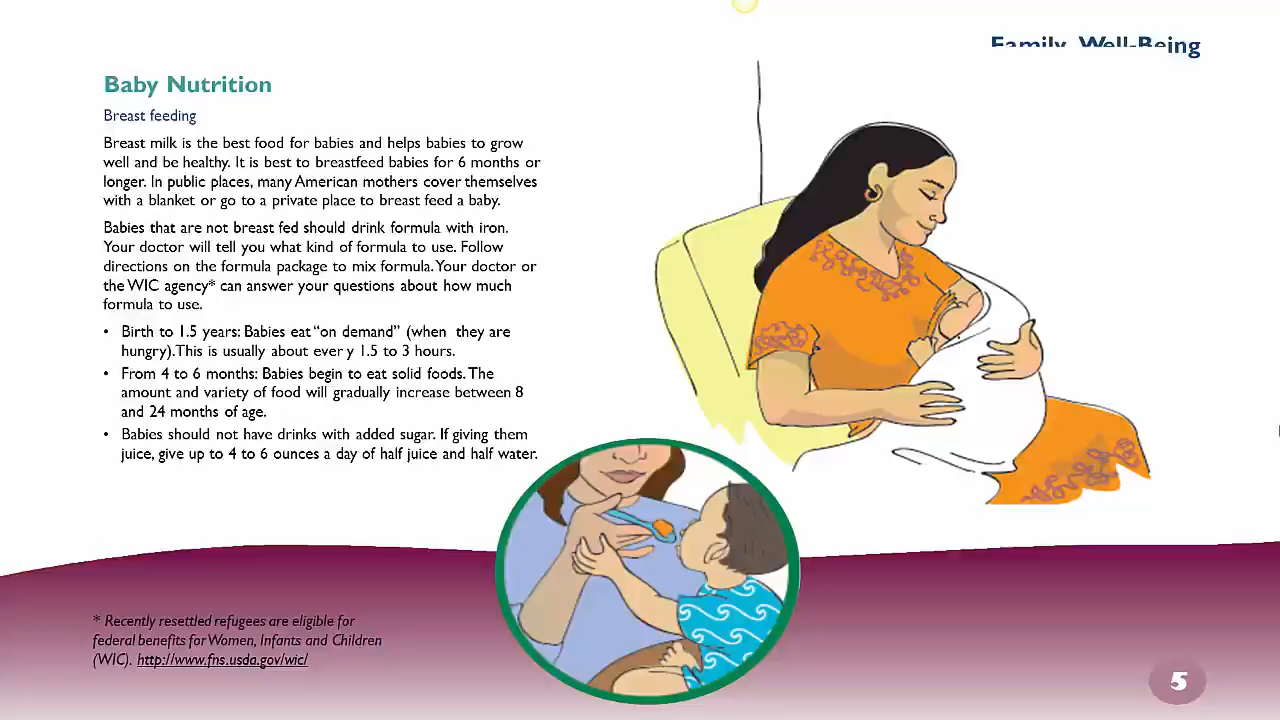 Family Well-Being
Baby Nutrition
Breast feeding
Breast milk is the best food for babies and helps babies to grow
well and be healthy. It is best to breastfeed babies for 6 months or
longer. In public places, many American mothers cover themselves
with a blanket or go to a private place to breast feed a baby.
Babies that are not breast fed should drink formula with iron.
Your doctor will tell you what kind of formula to use. Follow
directions on the formula package to mix formula. Your doctor or
the WIC agency* can answer your questions about how much
formula to use.
• Birth to 1.5 years: Babies eat "on demand" (when they are
hungry). This is usually about ever y 1.5 to 3 hours.
• From 4 to 6 months: Babies begin to eat solid foods. The
amount and variety of food will gradually increase between 8
and 24 months of age.
• Babies should not have drinks with added sugar. If giving them
juice, give up to 4 to 6 ounces a day of half juice and half water.
* Recently resettled refugees are eligible for
federal benefits for Women, Infants and Children
(WIC). http://www.fns.usda.gov/wic/
5